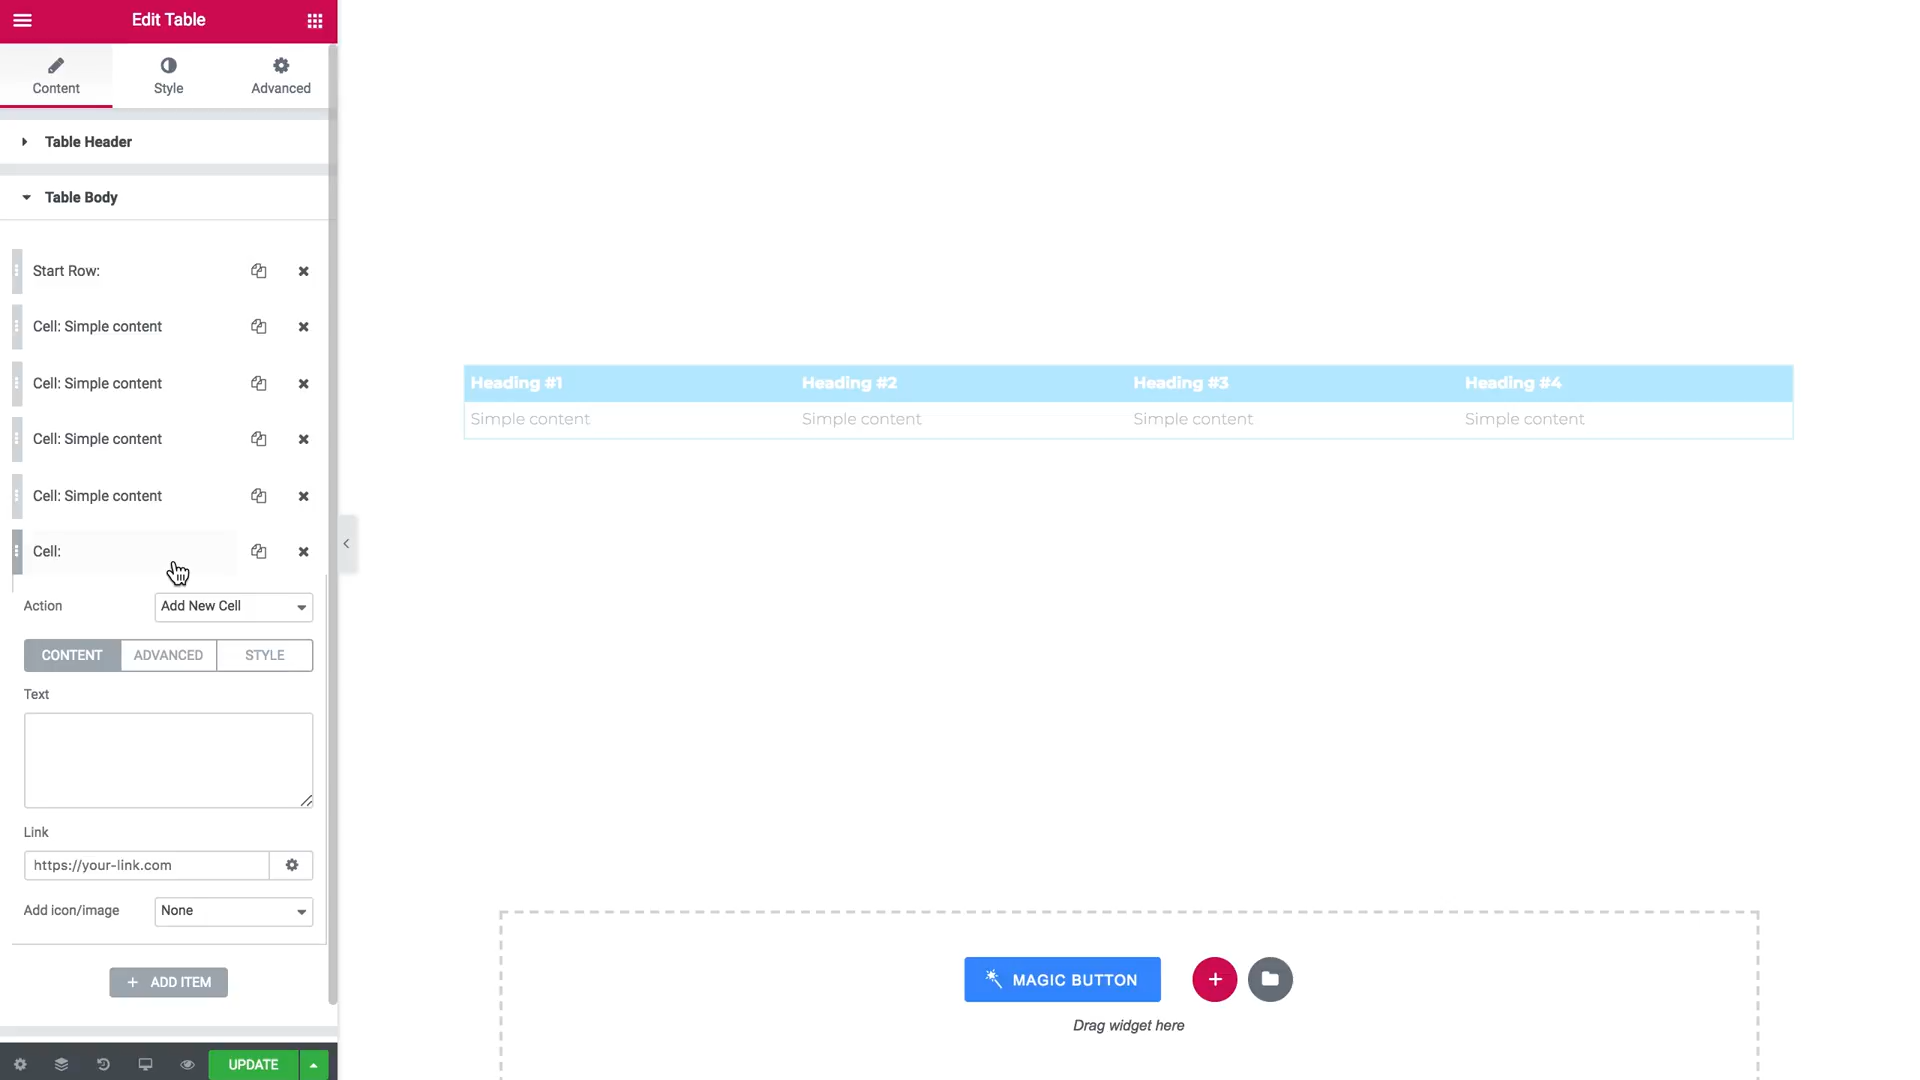 Edit Table
Content
Style
Advanced
Table Header
Table Body
Start Row:
Cell: Simple content
Cell: Simple content
Cell: Simple content
Cell: Simple content
Cell:
Action
Add New Cell
CONTENT
ADVANCED
STYLE
Text
Link
https://your-link.com
Add icon/image
None
ADD ITEM
UPDATE
Heading #1
Heading #2
Heading #3
Heading #4
Simple content
Simple content
Simple content
Simple content
MAGIC BUTTON
Drag widget here